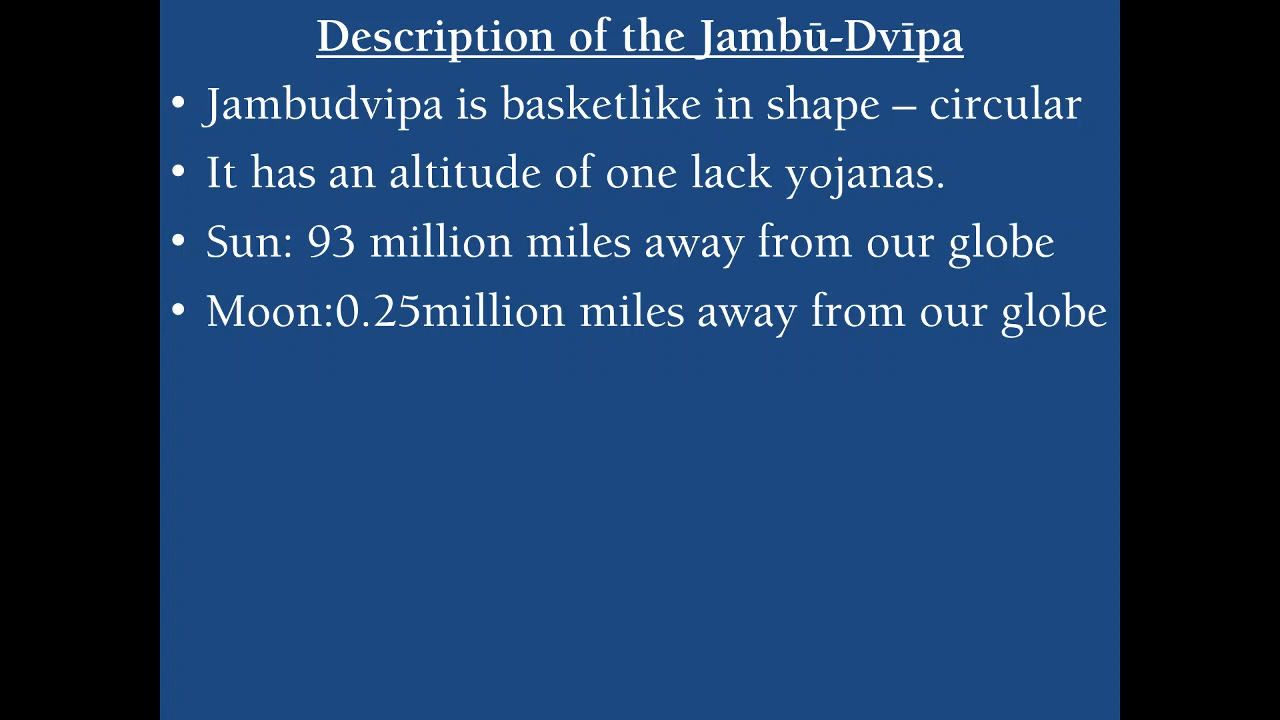 Description of the Jambū-Dvīpa
• Jambudvipa is basketlike in shape – circular
• It has an altitude of one lack yojanas.
• Sun: 93 million miles away from our globe
• Moon:0.25million miles away from our globe